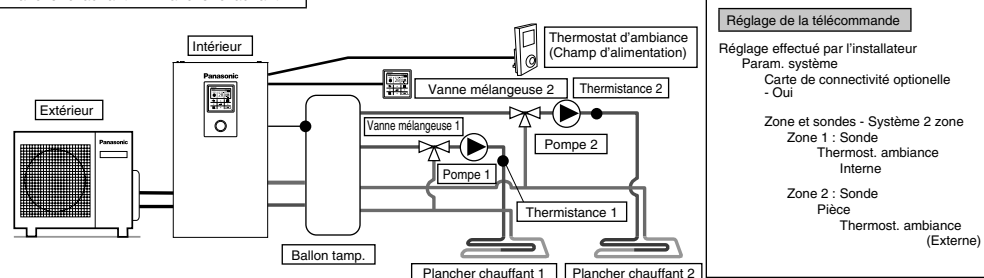 Réglage de la télécommande
Réglage effectué par l'installateur
Param. système
Carte de connectivité optionelle
- Oui
Zone et sondes - Système 2 zone
Zone 1 : Sonde
Thermost. ambiance
Interne
Zone 2 : Sonde
Pièce
Thermost. ambiance
(Externe)
Intérieur
Thermostat d'ambiance
(Champ d'alimentation)
Panasonic
Vanne mélangeuse 2
Thermistance 2
Extérieur
Panasonic
Vanne mélangeuse 1
Pompe 2
Pompe 1
Thermistance 1
Ballon tamp.
Plancher chauffant 1
Plancher chauffant 2